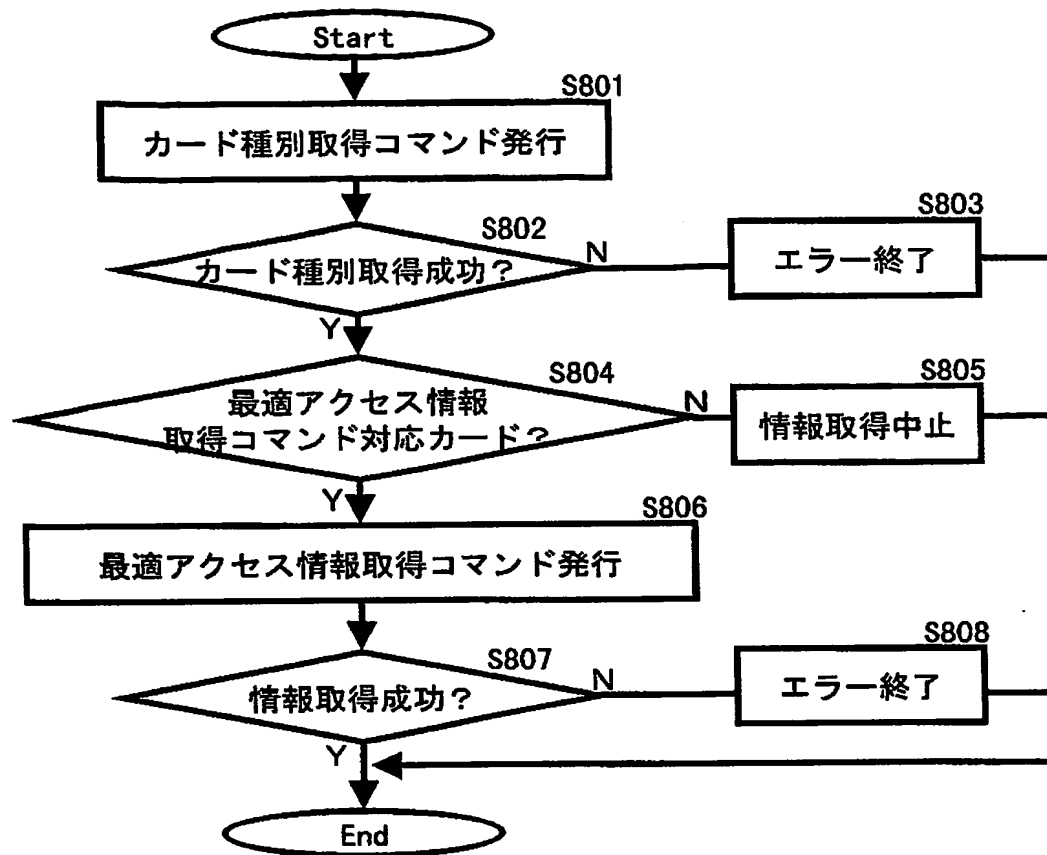 Start
S801
カード種別取得コマンド発行
S802
カード種別取得成功?
N
S803
エラー終了
Y
S804
最適アクセス情報
取得コマンド対応カード?
N
S805
情報取得中止
Y
S806
最適アクセス情報取得コマンド発行
S807
情報取得成功?
N
S808
エラー終了
Y
End